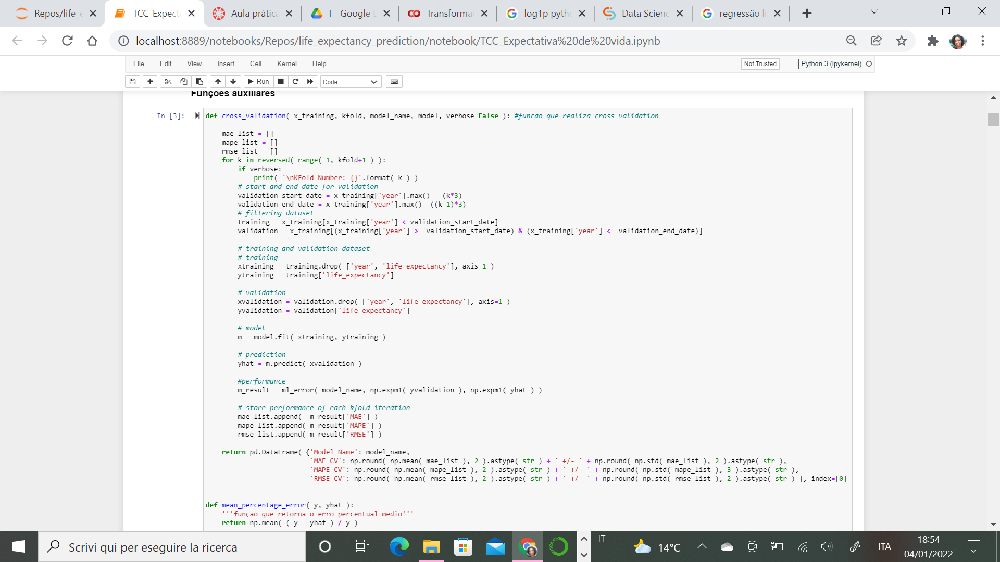 Repos/life_e
TCC_Expecta
Aula prática
I - Google D
Transforma
log1p pytho
Data Scienc
regressão li
localhost:8889/notebooks/Repos/life_expectancy_prediction/notebook/TCC_Expectativa%20de%20vida.ipynb
File Edit View Insert Cell Kernel Help
Not Trusted
Python 3 (ipykernel)
Run
Code
Funções auxiliares
In [3]:
def cross_validation( x_training, kfold, model_name, model, verbose=False ): #funcao que realiza cross validation
    mae_list = []
    mape_list = []
    rmse_list = []
    for k in reversed( range( 1, kfold+1 ) ):
        if verbose:
            print( '\nKFold Number: {}'.format( k ) )
        # start and end date for validation
        validation_start_date = x_training['year'].max() - (k*3)
        validation_end_date = x_training['year'].max() -((k-1)*3)
        # filtering dataset
        training = x_training[x_training['year'] < validation_start_date]
        validation = x_training[(x_training['year'] >= validation_start_date) & (x_training['year'] <= validation_end_date)]
        # training and validation dataset
        # training
        xtraining = training.drop( ['year', 'life_expectancy'], axis=1 )
        ytraining = training['life_expectancy']
        # validation
        xvalidation = validation.drop( ['year', 'life_expectancy'], axis=1 )
        yvalidation = validation['life_expectancy']
        # model
        m = model.fit( xtraining, ytraining )
        # prediction
        yhat = m.predict( xvalidation )
        #performance
        m_result = ml_error( model_name, np.expm1( yvalidation ), np.expm1( yhat ) )
        # store performance of each kfold iteration
        mae_list.append(  m_result['MAE'] )
        mape_list.append( m_result['MAPE'] )
        rmse_list.append( m_result['RMSE'] )
    return pd.DataFrame( {'Model Name': model_name,
                          'MAE CV': np.round( np.mean( mae_list ), 2 ).astype( str ) + ' +/- ' + np.round( np.std( mae_list ), 2 ).astype( str ),
                          'MAPE CV': np.round( np.mean( mape_list ), 2 ).astype( str ) + ' +/- ' + np.round( np.std( mape_list ), 3 ).astype( str ),
                          'RMSE CV': np.round( np.mean( rmse_list ), 2 ).astype( str ) + ' +/- ' + np.round( np.std( rmse_list ), 2 ).astype( str ) }, index=[0]
def mean_percentage_error( y, yhat ):
    '''funçao que retorna o erro percentual medio'''
    return np.mean( ( y - yhat ) / y )
Scrivi qui per eseguire la ricerca
IT
14°C
ITA
18:54
04/01/2022